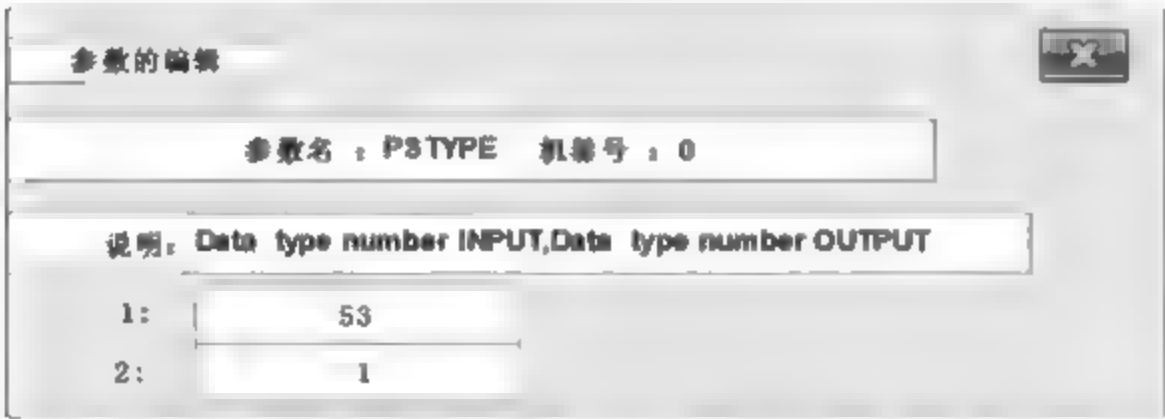 参数的编辑
X
参数名 : PSTYPE 机器号 : 0
说明: Data type number INPUT,Data type number OUTPUT
1: 53
2: 1